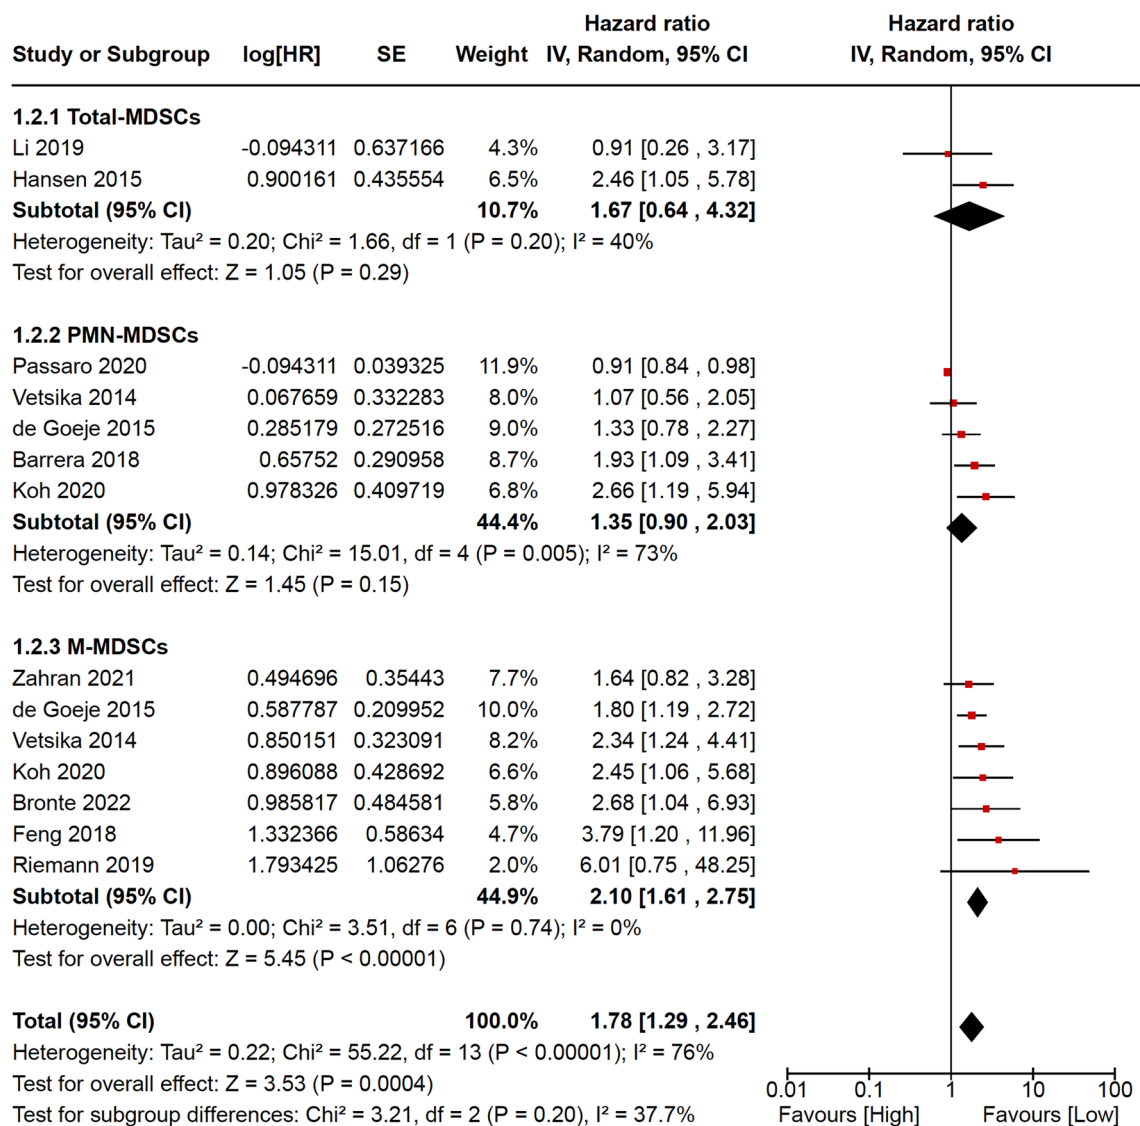 Hazard ratio Hazard ratio
Study or Subgroup log[HR] SE Weight IV, Random, 95% CI IV, Random, 95% CI
1.2.1 Total-MDSCs
Li 2019 -0.094311 0.637166 4.3% 0.91 [0.26 , 3.17]
Hansen 2015 0.900161 0.435554 6.5% 2.46 [1.05 , 5.78]
Subtotal (95% CI) 10.7% 1.67 [0.64 , 4.32]
Heterogeneity: Tau² = 0.20; Chi² = 1.66, df = 1 (P = 0.20); I² = 40%
Test for overall effect: Z = 1.05 (P = 0.29)
1.2.2 PMN-MDSCs
Passaro 2020 -0.094311 0.039325 11.9% 0.91 [0.84 , 0.98]
Vetsika 2014 0.067659 0.332283 8.0% 1.07 [0.56 , 2.05]
de Goeje 2015 0.285179 0.272516 9.0% 1.33 [0.78 , 2.27]
Barrera 2018 0.65752 0.290958 8.7% 1.93 [1.09 , 3.41]
Koh 2020 0.978326 0.409719 6.8% 2.66 [1.19 , 5.94]
Subtotal (95% CI) 44.4% 1.35 [0.90 , 2.03]
Heterogeneity: Tau² = 0.14; Chi² = 15.01, df = 4 (P = 0.005); I² = 73%
Test for overall effect: Z = 1.45 (P = 0.15)
1.2.3 M-MDSCs
Zahran 2021 0.494696 0.35443 7.7% 1.64 [0.82 , 3.28]
de Goeje 2015 0.587787 0.209952 10.0% 1.80 [1.19 , 2.72]
Vetsika 2014 0.850151 0.323091 8.2% 2.34 [1.24 , 4.41]
Koh 2020 0.896088 0.428692 6.6% 2.45 [1.06 , 5.68]
Bronte 2022 0.985817 0.484581 5.8% 2.68 [1.04 , 6.93]
Feng 2018 1.332366 0.58634 4.7% 3.79 [1.20 , 11.96]
Riemann 2019 1.793425 1.06276 2.0% 6.01 [0.75 , 48.25]
Subtotal (95% CI) 44.9% 2.10 [1.61 , 2.75]
Heterogeneity: Tau² = 0.00; Chi² = 3.51, df = 6 (P = 0.74); I² = 0%
Test for overall effect: Z = 5.45 (P < 0.00001)
Total (95% CI) 100.0% 1.78 [1.29 , 2.46]
Heterogeneity: Tau² = 0.22; Chi² = 55.22, df = 13 (P < 0.00001); I² = 76%
Test for overall effect: Z = 3.53 (P = 0.0004) 0.01 0.1 1 10 100
Test for subgroup differences: Chi² = 3.21, df = 2 (P = 0.20), I² = 37.7% Favours [High] Favours [Low]